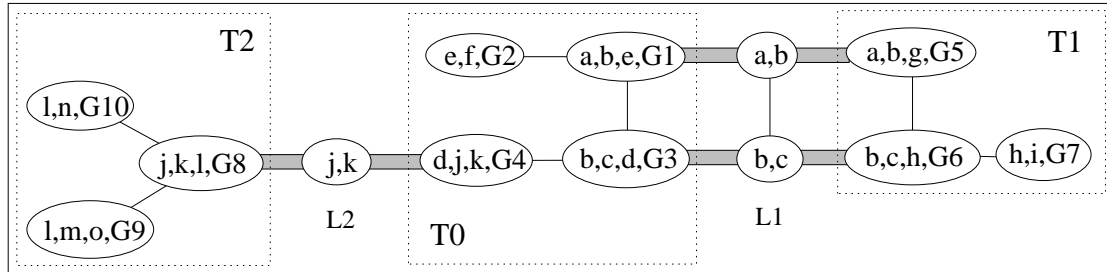 T2
e,f,G2
a,b,e,G1
a,b
a,b,g,G5
T1
l,n,G10
j,k,l,G8
j,k
d,j,k,G4
b,c,d,G3
b,c
b,c,h,G6
h,i,G7
l,m,o,G9
L2
T0
L1